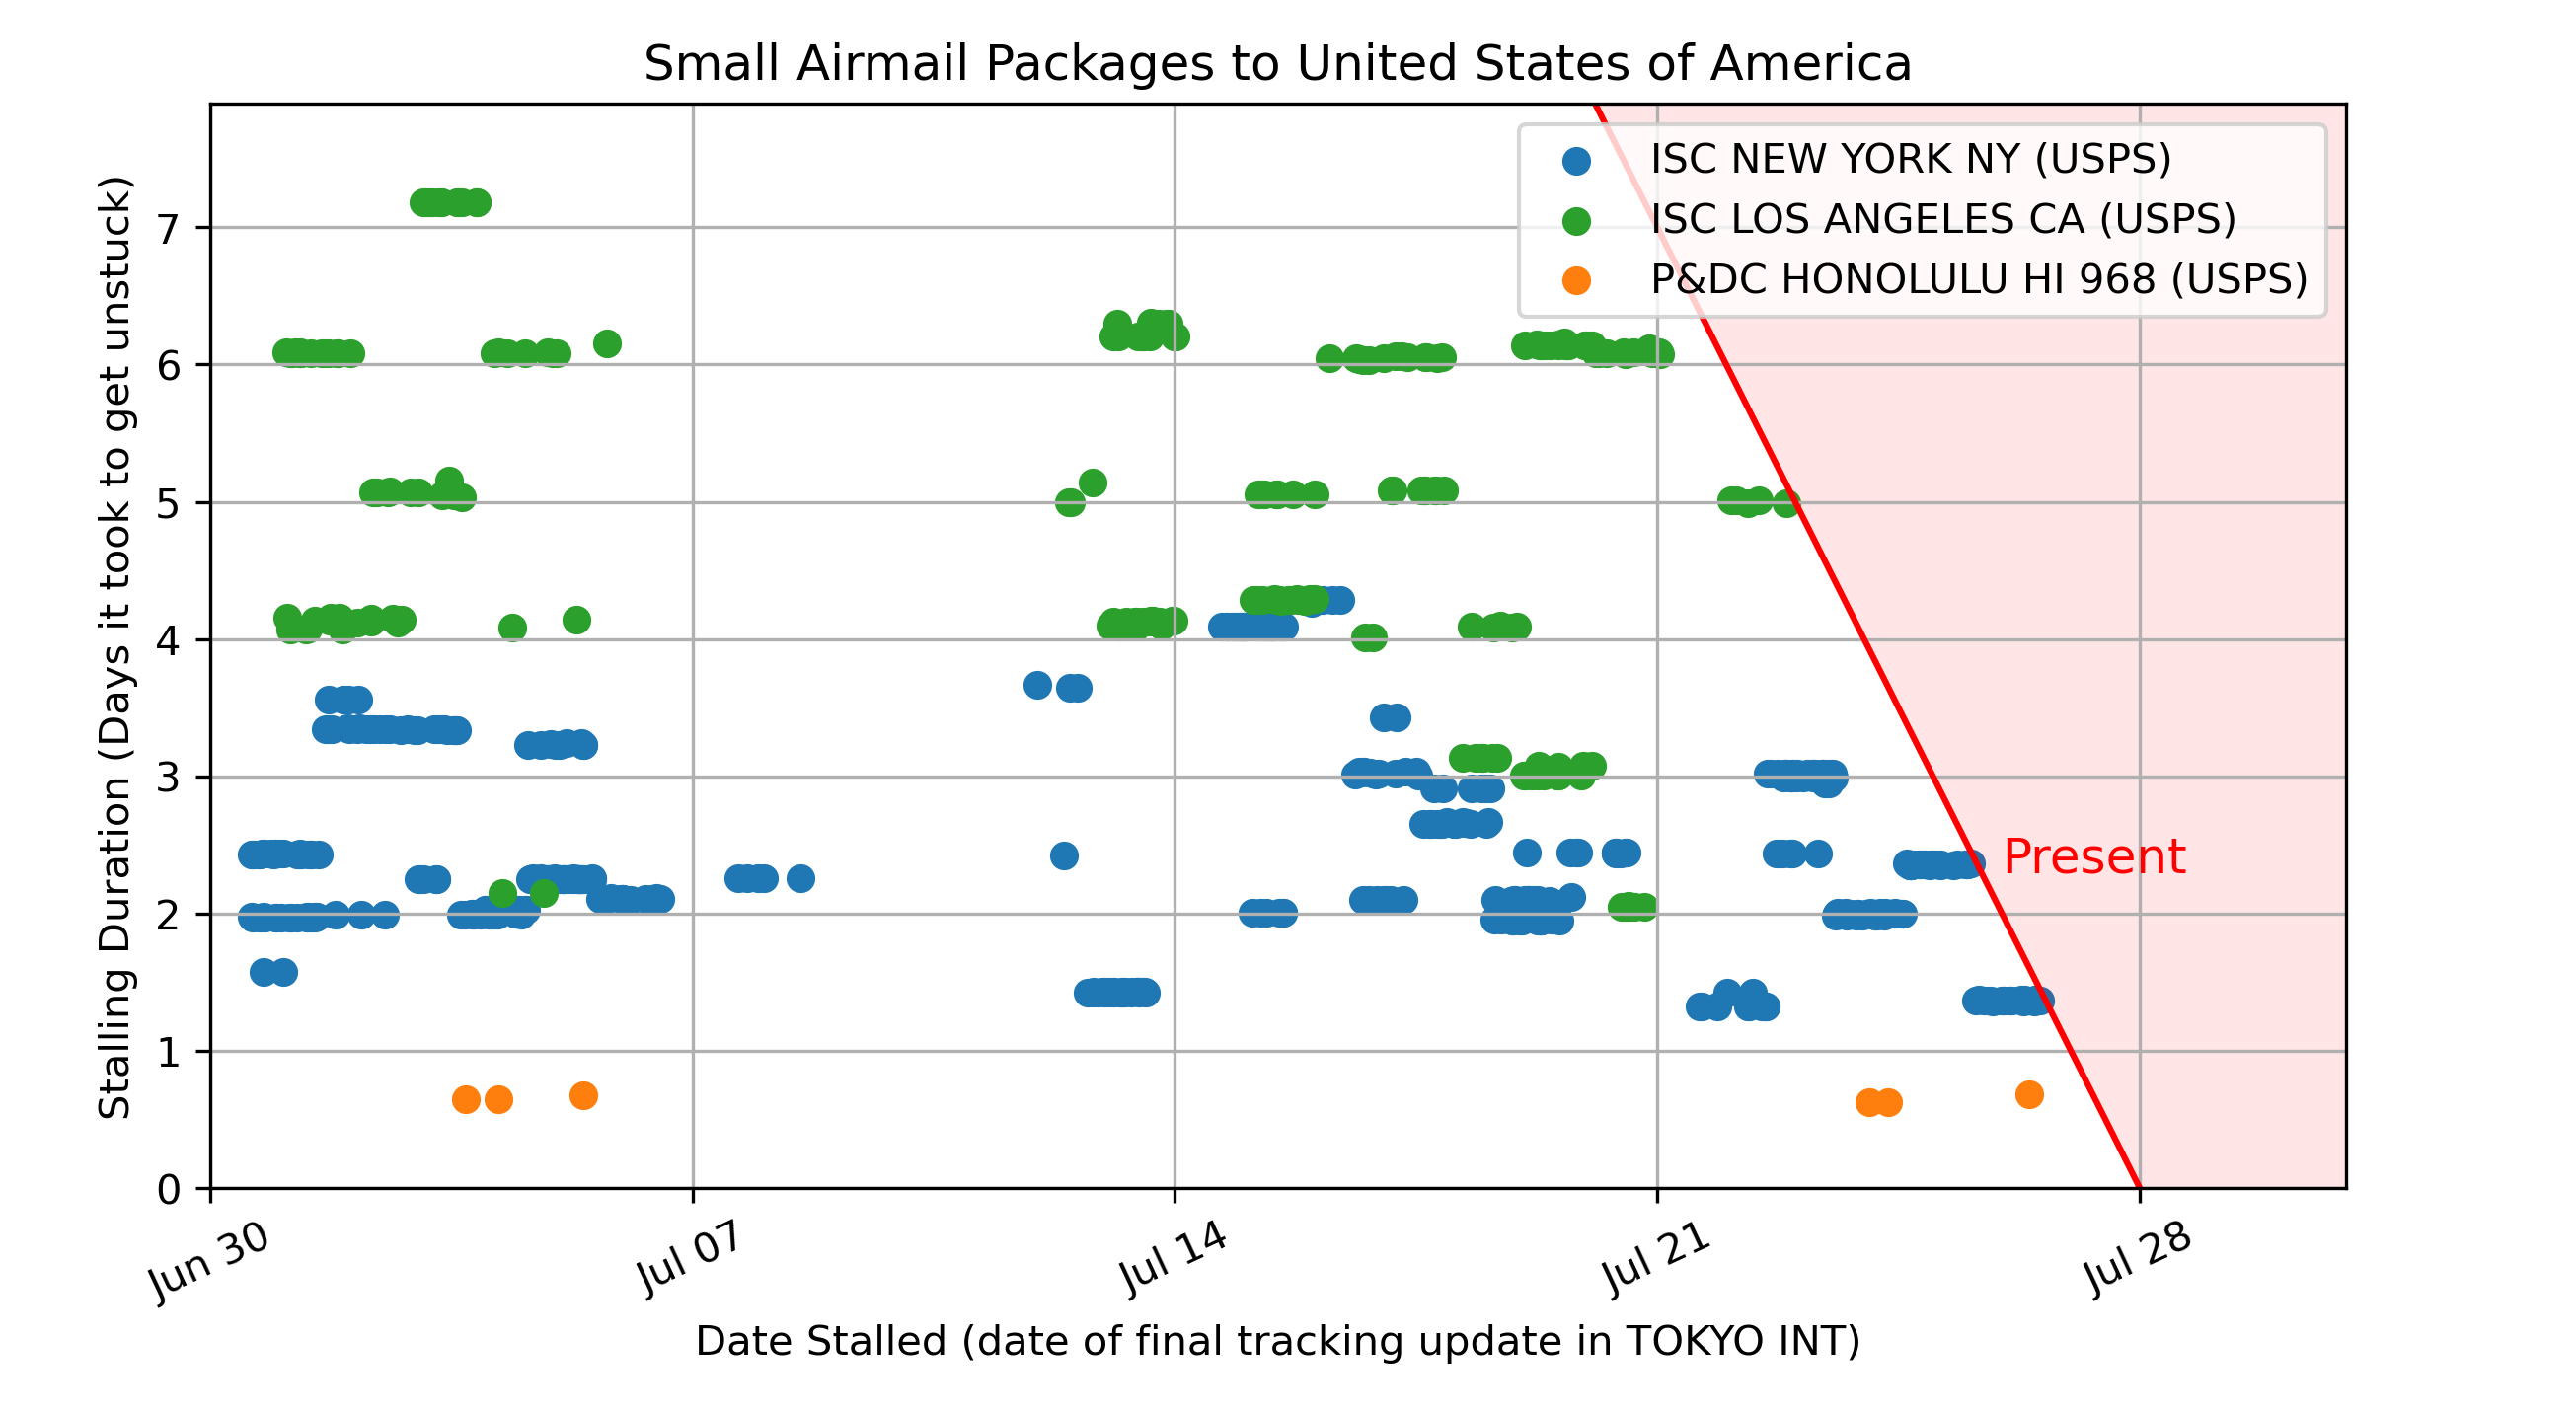 Small Airmail Packages to United States of America
Stalling Duration (Days it took to get unstuck)
7
6
5
4
3
2
1
0
ISC NEW YORK NY (USPS)
ISC LOS ANGELES CA (USPS)
P&DC HONOLULU HI 968 (USPS)
Present
Jun 30
Jul 07
Jul 14
Jul 21
Jul 28
Date Stalled (date of final tracking update in TOKYO INT)